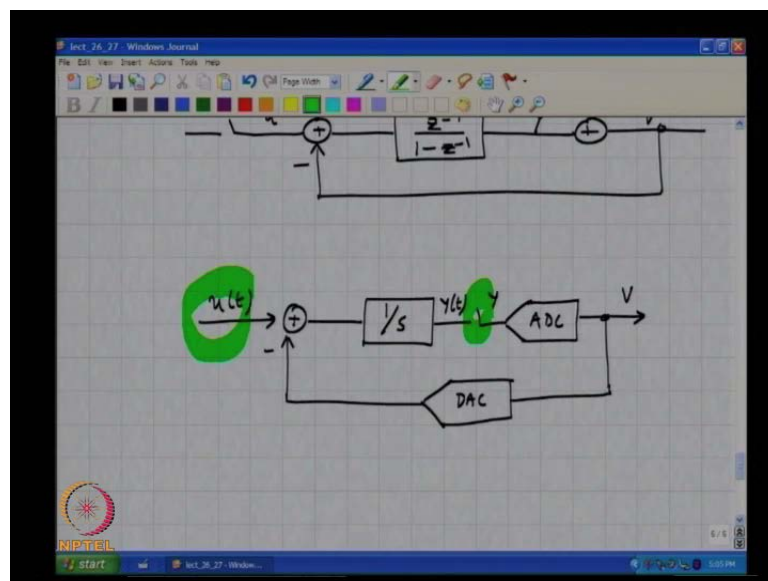 lect_26_27 - Windows Journal
File Edit View Insert Actions Tools Help
Page Width
B I
z⁻¹
1 - z⁻¹
+
+
V
-
u(t)
+
1/s
y(t)
y
ADC
V
-
DAC
NPTEL
6/6
start
lect_26_27 - Window...
5:05 PM